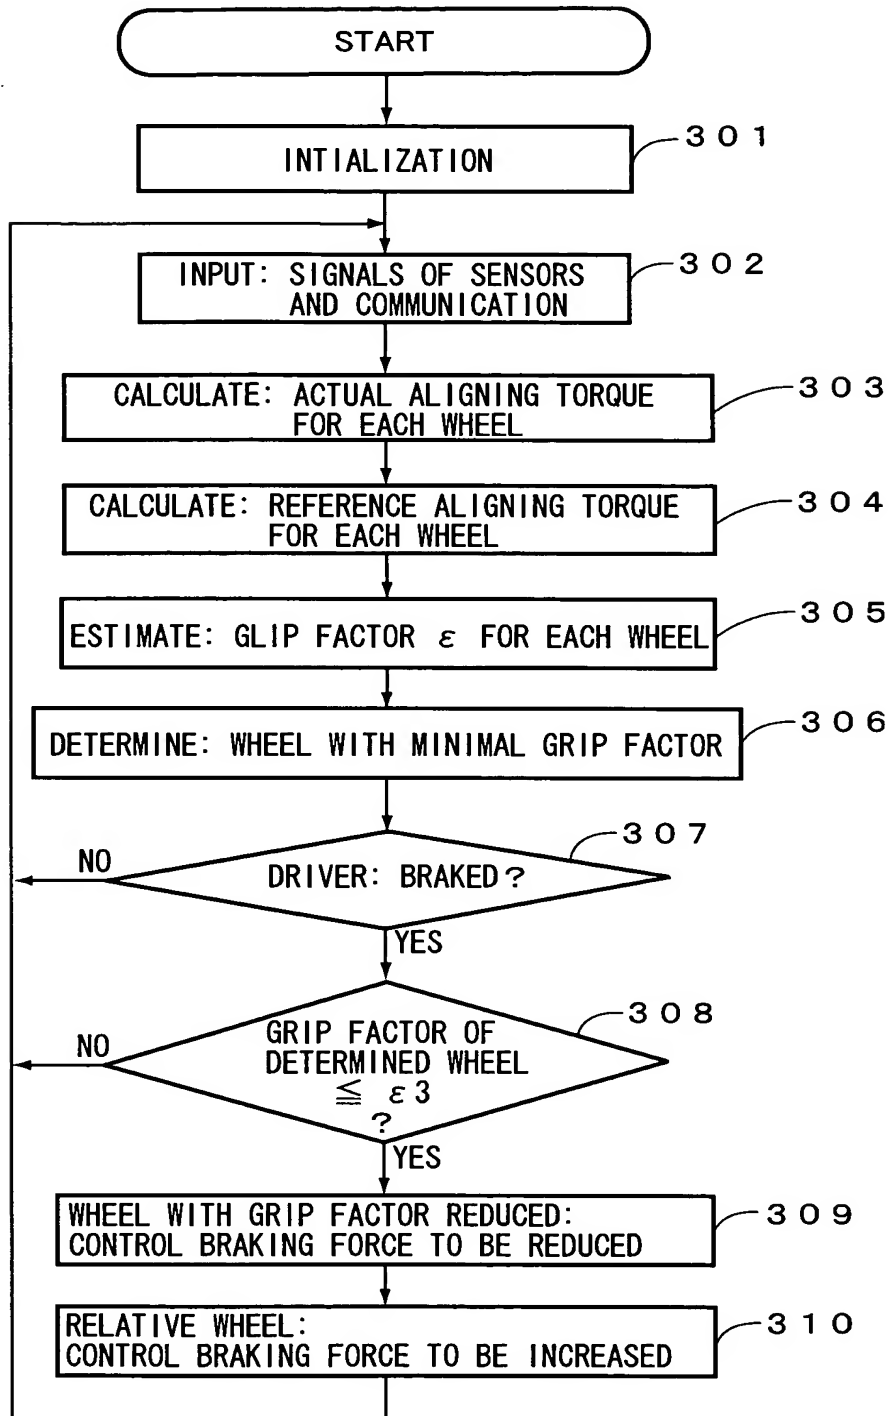 START
INTIALIZATION
301
INPUT: SIGNALS OF SENSORS
AND COMMUNICATION
302
CALCULATE: ACTUAL ALIGNING TORQUE
FOR EACH WHEEL
303
CALCULATE: REFERENCE ALIGNING TORQUE
FOR EACH WHEEL
304
ESTIMATE: GLIP FACTOR ε FOR EACH WHEEL
305
DETERMINE: WHEEL WITH MINIMAL GRIP FACTOR
306
DRIVER: BRAKED?
307
NO
YES
GRIP FACTOR OF
DETERMINED WHEEL
≦ ε3
?
308
NO
YES
WHEEL WITH GRIP FACTOR REDUCED:
CONTROL BRAKING FORCE TO BE REDUCED
309
RELATIVE WHEEL:
CONTROL BRAKING FORCE TO BE INCREASED
310